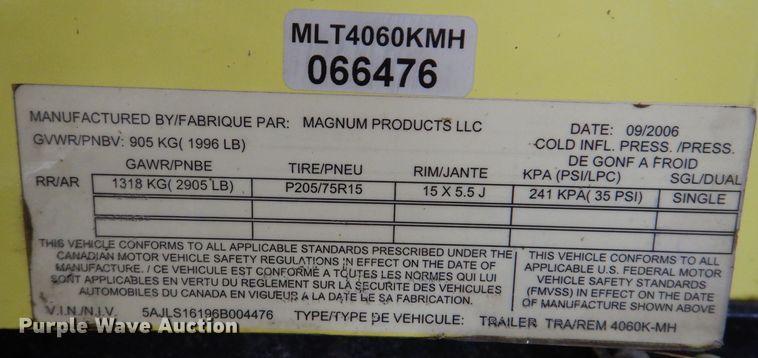 MLT4060KMH
066476
MANUFACTURED BY/FABRIQUE PAR: MAGNUM PRODUCTS LLC DATE: 09/2006
GVWR/PNBV: 905 KG( 1996 LB) COLD INFL. PRESS./PRESS.
DE GONF A FROID
GAWR/PNBE TIRE/PNEU RIM/JANTE KPA (PSI/LPC) SGL/DUAL
RR/AR 1318 KG( 2905 LB) P205/75R15 15 X 5.5 J 241 KPA( 35 PSI) SINGLE
THIS VEHICLE CONFORMS TO ALL APPLICABLE STANDARDS PRESCRIBED UNDER THE
CANADIAN MOTOR VEHICLE SAFETY REGULATIONS IN EFFECT ON THE DATE OF
MANUFACTURE. / CE VEHICULE EST CONFORMÉ A TOUTES LES NORMES QUI LUI
SONT APPLICABLES EN VERTU DU REGLEMENT SUR LA SECURITE DES VEHICULES
AUTOMOBILES DU CANADA EN VIGUEUR A LA DATE DE SA FABRICATION.
THIS VEHICLE CONFORMS TO ALL
APPLICABLE U.S. FEDERAL MOTOR
VEHICLE SAFETY STANDARDS
(FMVSS) IN EFFECT ON THE DATE
OF MANUFACTURE SHOWN ABOVE
V.I.N./N.I.V. 5AJLS16196B004476 TYPE/TYPE DE VEHICULE: TRAILER TRA/REM 4060K-MH
Purple Wave Auction